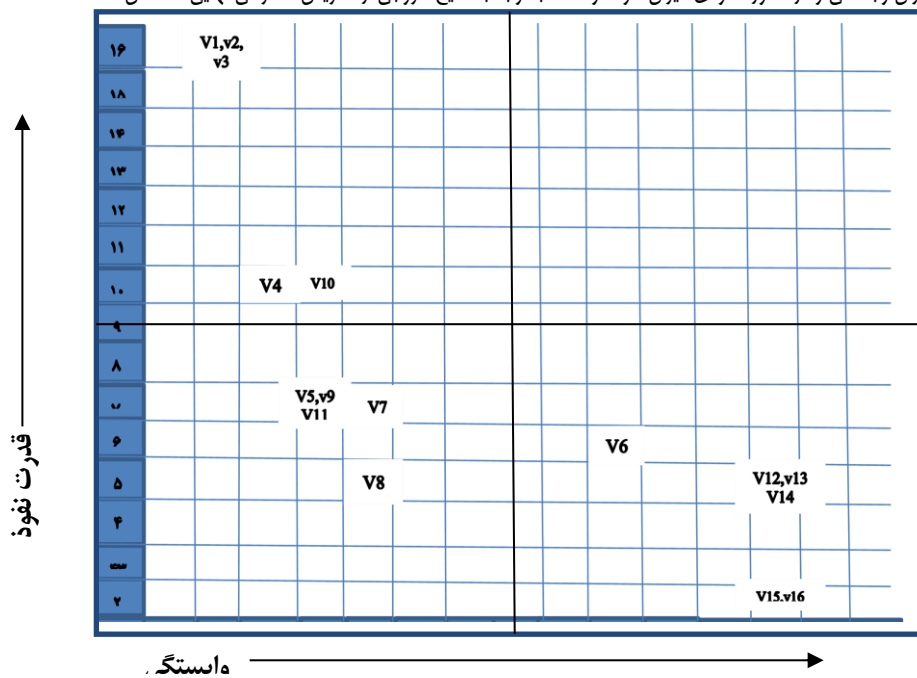 ۱۶
V1,v2,
v3
۱۸
۱۴
۱۳
۱۲
۱۱
۱۰
V4
V10
۹
۸
۷
V5,v9
V11
V7
۶
V6
۵
V8
V12,v13
V14
۴
۳
۲
V15.v16
قدرت نفوذ
وابستگی